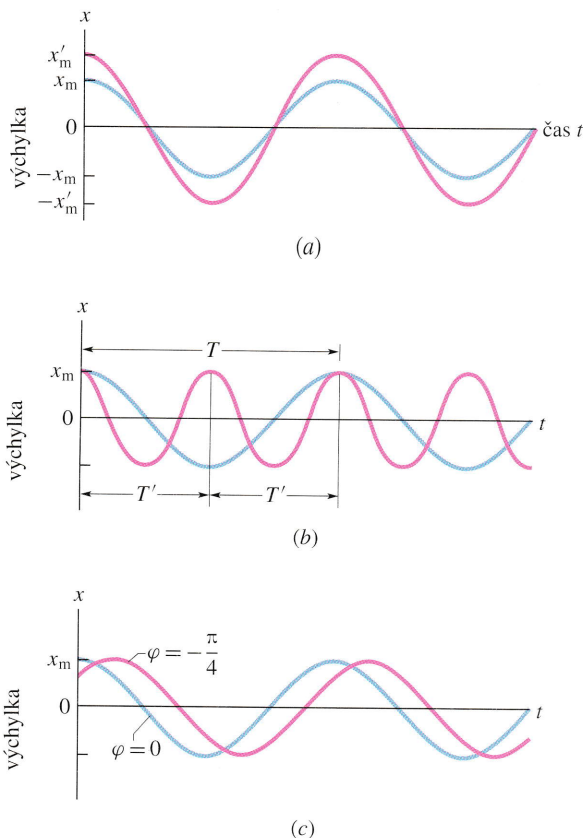 x
x′m
xm
0
−xm
−x′m
výchylka
čas t
(a)
x
T
xm
0
t
výchylka
T′ T′
(b)
x
xm
φ = −π/4
0
t
φ=0
výchylka
(c)